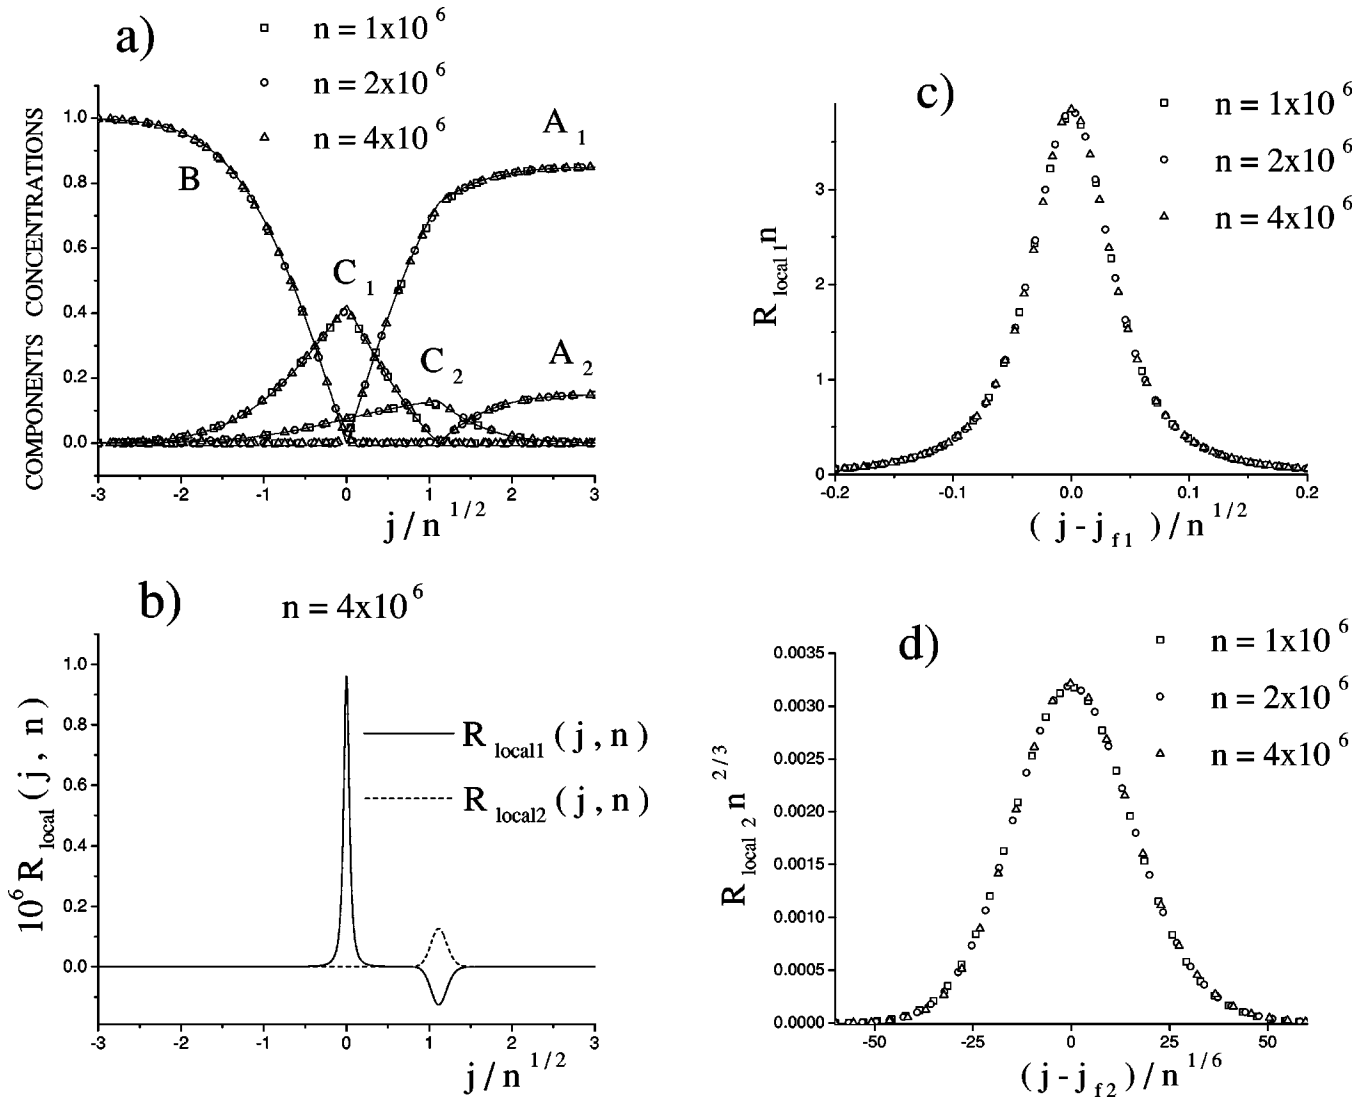 a)
n = 1x10 6
n = 2x10 6
n = 4x10 6
COMPONENTS CONCENTRATIONS
1.0
0.8
0.6
0.4
0.2
0.0
B
C 1
C 2
A 1
A 2
-3 -2 -1 0 1 2 3
j / n 1/2
b)
n = 4x10 6
10 6 R local ( j , n )
1.0
0.8
0.6
0.4
0.2
0.0
R local1 ( j , n )
R local2 ( j , n )
-3 -2 -1 0 1 2 3
j / n 1/2
c)
n = 1x10 6
n = 2x10 6
n = 4x10 6
R local 1 n
3
2
1
0
-0.2 -0.1 0.0 0.1 0.2
( j - j f 1 ) / n 1/2
d)
n = 1x10 6
n = 2x10 6
n = 4x10 6
R local 2 n 2/3
0.0035
0.0030
0.0025
0.0020
0.0015
0.0010
0.0005
0.0000
-50 -25 0 25 50
( j - j f 2 ) / n 1/6